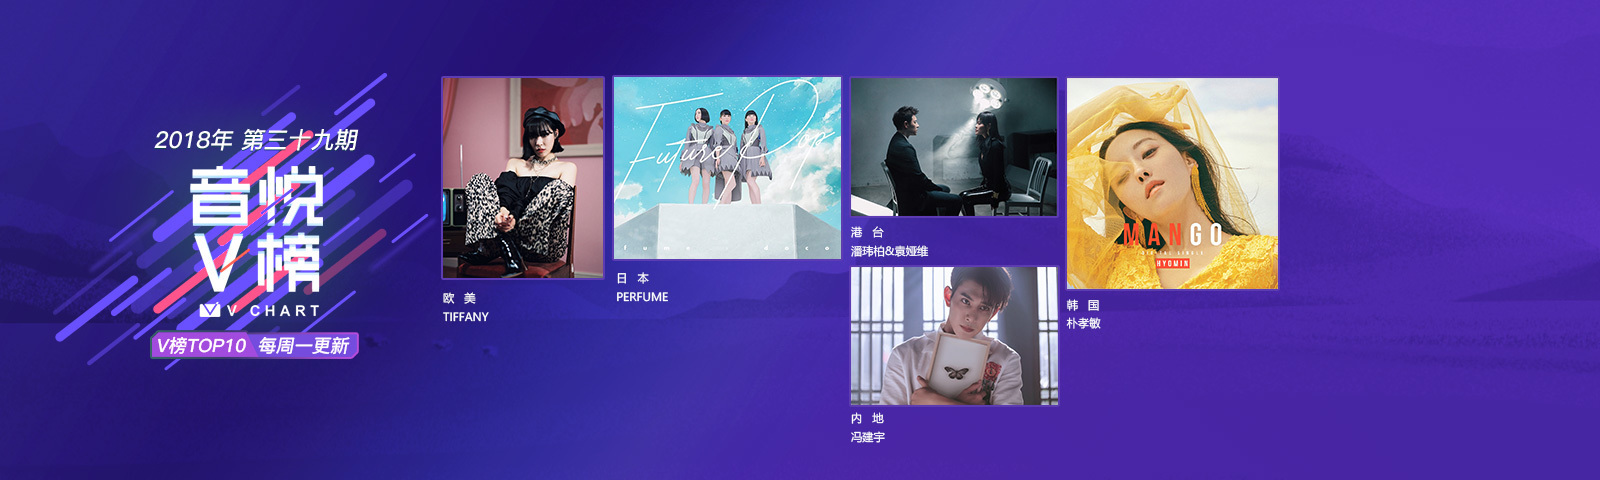 2018年 第三十九期
音悦
V榜
V CHART
V榜TOP10 每周一更新
欧 美
TIFFANY
Future Pop
日 本
PERFUME
港 台
潘玮柏&袁娅维
内 地
冯建宇
MANGO
HYOMIN
韩 国
朴孝敏